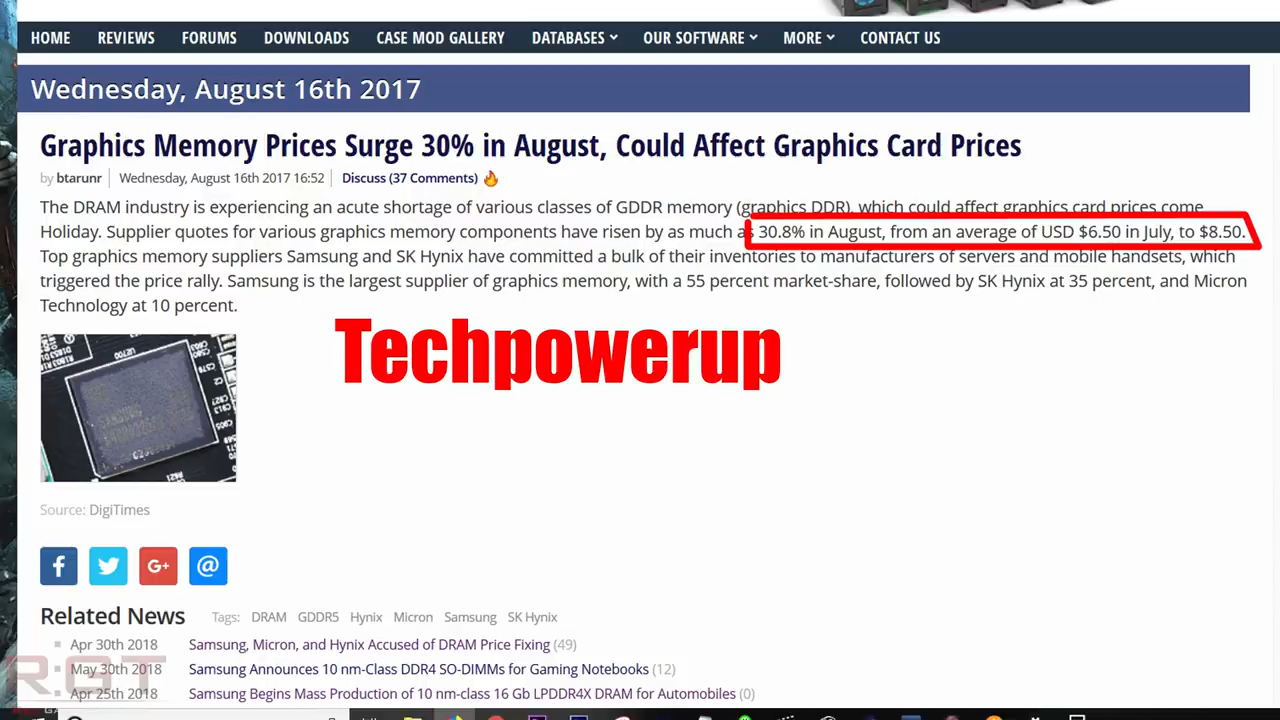 HOME REVIEWS FORUMS DOWNLOADS CASE MOD GALLERY DATABASES OUR SOFTWARE MORE CONTACT US
Wednesday, August 16th 2017
Graphics Memory Prices Surge 30% in August, Could Affect Graphics Card Prices
by btarunr Wednesday, August 16th 2017 16:52 Discuss (37 Comments)
The DRAM industry is experiencing an acute shortage of various classes of GDDR memory (graphics DDR), which could affect graphics card prices come
Holiday. Supplier quotes for various graphics memory components have risen by as much as 30.8% in August, from an average of USD $6.50 in July, to $8.50.
Top graphics memory suppliers Samsung and SK Hynix have committed a bulk of their inventories to manufacturers of servers and mobile handsets, which
triggered the price rally. Samsung is the largest supplier of graphics memory, with a 55 percent market-share, followed by SK Hynix at 35 percent, and Micron
Technology at 10 percent.
Techpowerup
Source: DigiTimes
Related News Tags: DRAM GDDR5 Hynix Micron Samsung SK Hynix
Apr 30th 2018 Samsung, Micron, and Hynix Accused of DRAM Price Fixing (49)
May 30th 2018 Samsung Announces 10 nm-Class DDR4 SO-DIMMs for Gaming Notebooks (12)
Apr 25th 2018 Samsung Begins Mass Production of 10 nm-class 16 Gb LPDDR4X DRAM for Automobiles (0)
R:GT